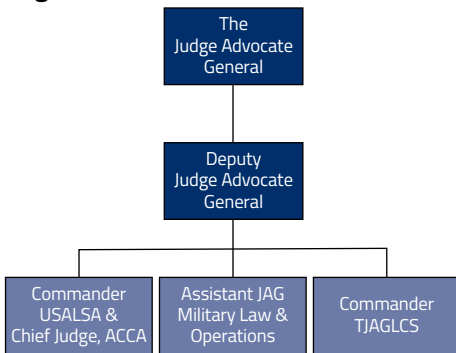 The
Judge Advocate
General
Deputy
Judge Advocate
General
Commander
USALSA &
Chief Judge, ACCA
Assistant JAG
Military Law &
Operations
Commander
TJAGLCS